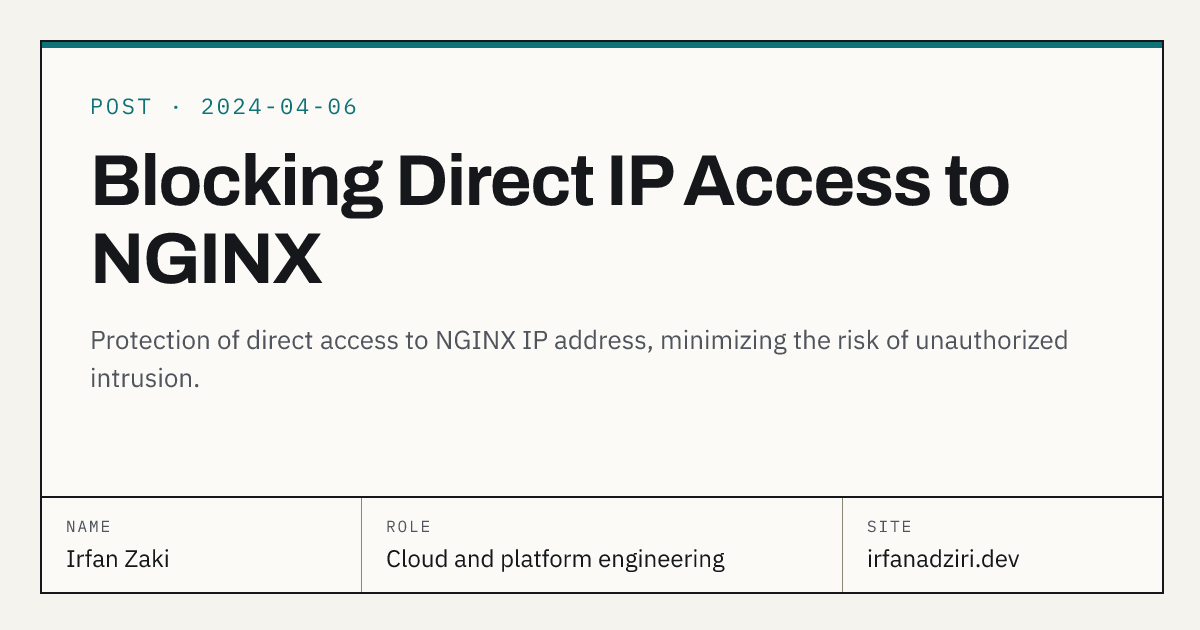 POST · 2024-04-06
Blocking Direct IP Access to
NGINX
Protection of direct access to NGINX IP address, minimizing the risk of unauthorized
intrusion.
NAME
Irfan Zaki
ROLE
Cloud and platform engineering
SITE
irfanadziri.dev